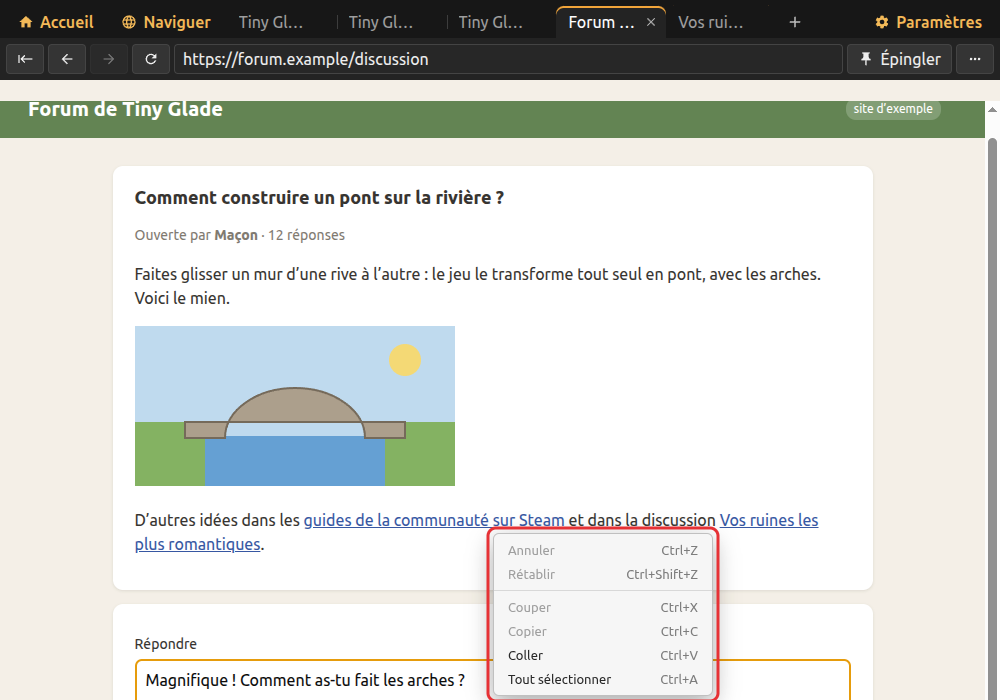 Accueil
Naviguer
Tiny Gl…
Tiny Gl…
Tiny Gl…
Forum …
Vos rui…
Paramètres
https://forum.example/discussion
Épingler
Forum de Tiny Glade
site d'exemple
Comment construire un pont sur la rivière ?
Ouverte par Maçon · 12 réponses
Faites glisser un mur d’une rive à l’autre : le jeu le transforme tout seul en pont, avec les arches.
Voici le mien.
D’autres idées dans les guides de la communauté sur Steam et dans la discussion Vos ruines les
plus romantiques.
Annuler Ctrl+Z
Rétablir Ctrl+Shift+Z
Couper Ctrl+X
Copier Ctrl+C
Coller Ctrl+V
Tout sélectionner Ctrl+A
Répondre
Magnifique ! Comment as-tu fait les arches ?